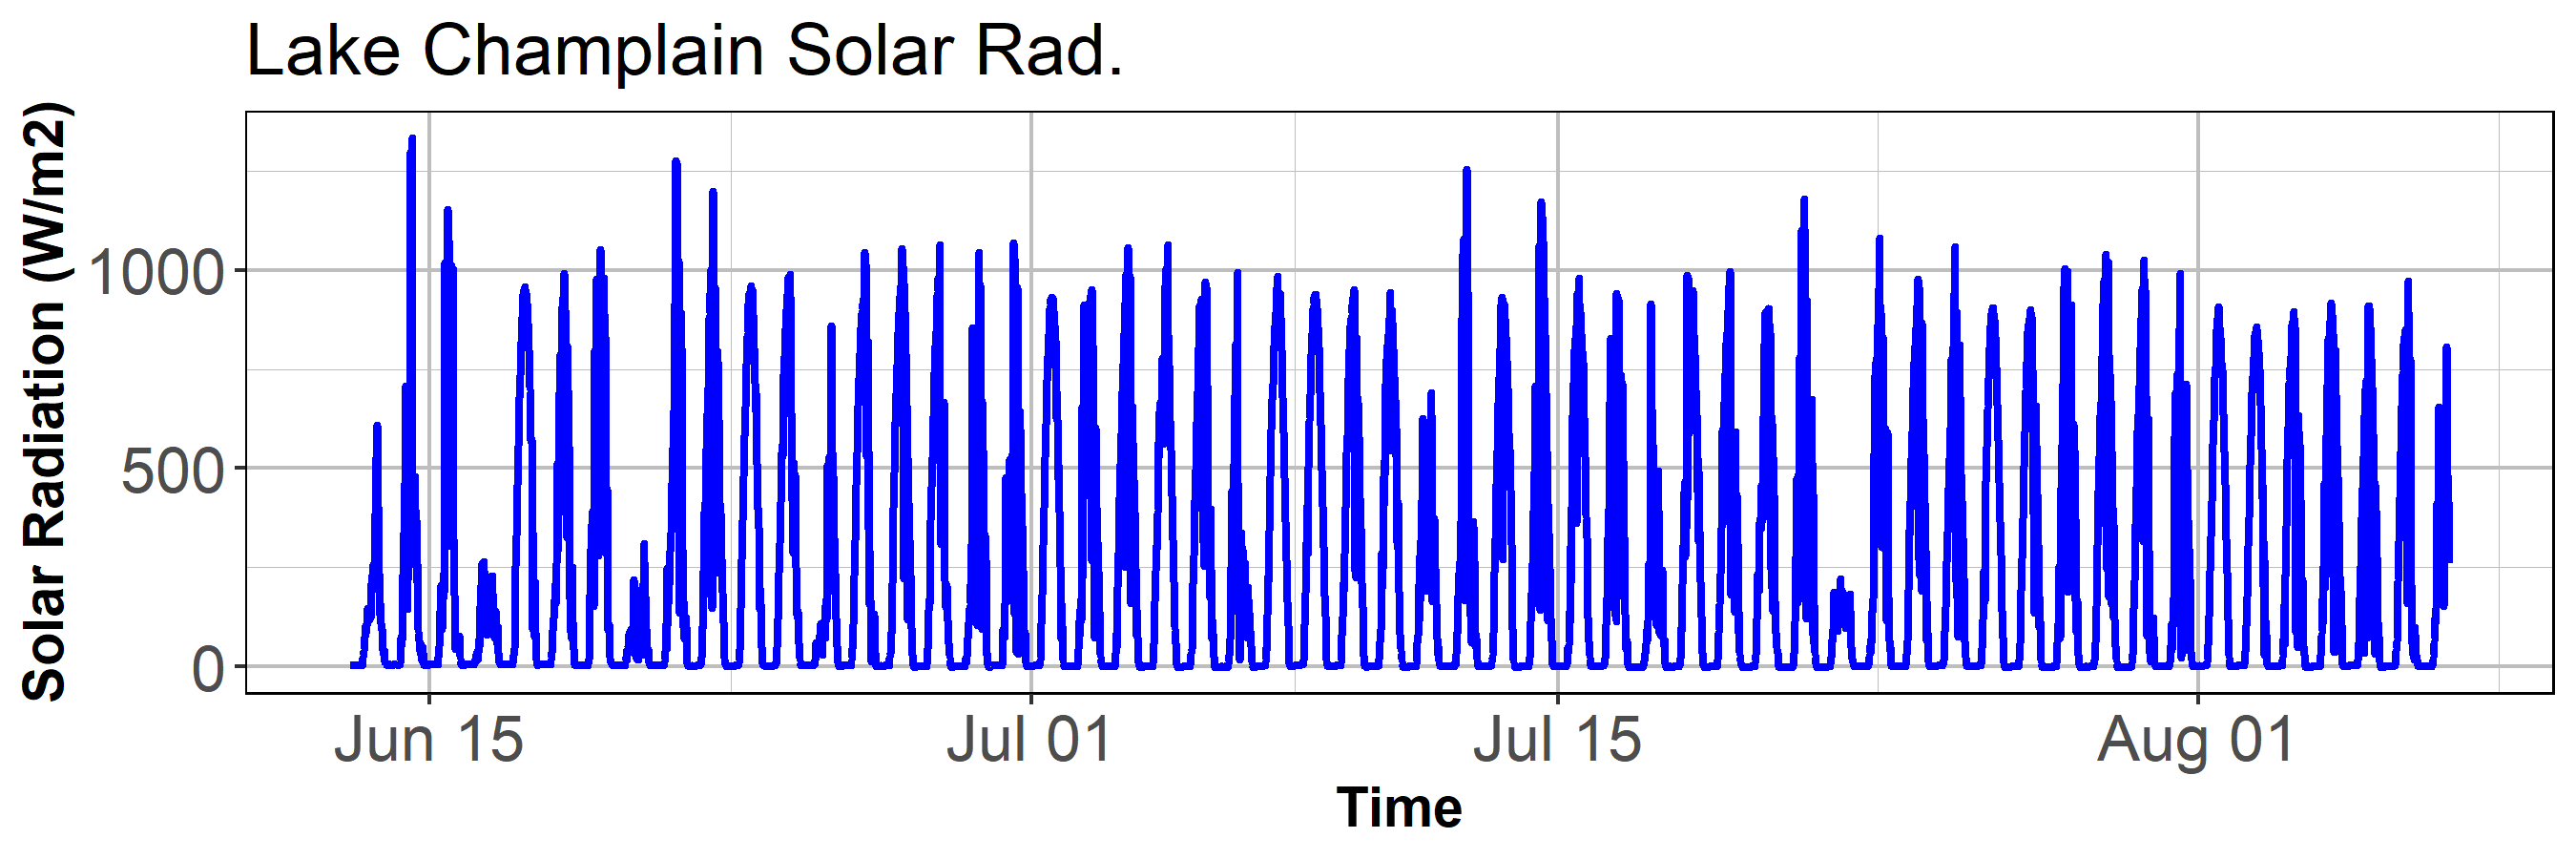 Lake Champlain Solar Rad.
Solar Radiation (W/m2)
1000
500
0
Jun 15
Jul 01
Jul 15
Aug 01
Time